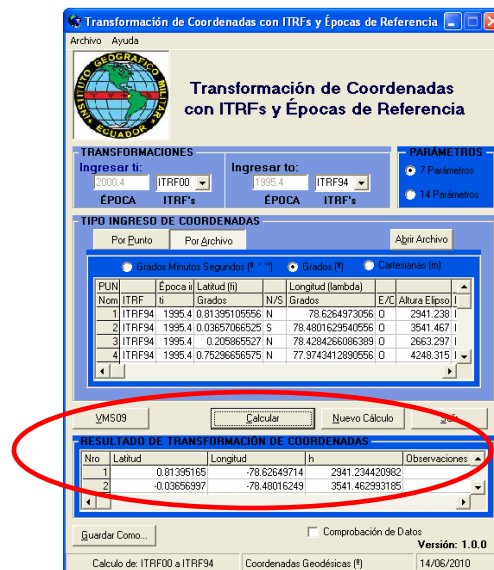 Transformación de Coordenadas con ITRFs y Épocas de Referencia
Archivo Ayuda
INSTITUTO GEOGRAFICO MILITAR
ECUADOR
Transformación de Coordenadas
con ITRFs y Épocas de Referencia
TRANSFORMACIONES
Ingresar ti: Ingresar to:
2000.4 ITRF00 1995.4 ITRF94
ÉPOCA ITRF's ÉPOCA ITRF's
PARÁMETROS
7 Parámetros
14 Parámetros
TIPO INGRESO DE COORDENADAS
Por Punto Por Archivo Abrir Archivo
Grados Minutos Segundos (º ' '') Grados (º) Cartesianas (m)
PUN Época ii Latitud (fi) Longitud (lambda)
Nom ITRF ti Grados N/S Grados E/O Altura Elipso
1 ITRF94 1995.4 0.81395105556 N 78.6264973056 O 2941.238
2 ITRF94 1995.4 0.03657066525 S 78.4801629540556 O 3541.467
3 ITRF94 1995.4 0.205865527 N 78.4284266086389 O 2663.297
4 ITRF94 1995.4 0.75296656575 N 77.9743412890556 O 4248.315
VMS09 Calcular Nuevo Cálculo
RESULTADO DE TRANSFORMACIÓN DE COORDENADAS
Nro Latitud Longitud h Observaciones
1 0.81395165 -78.62649714 2941.234420982
2 -0.03656997 -78.48016249 3541.462993185
Guardar Como... Comprobación de Datos
Versión: 1.0.0
Calculo de: ITRF00 a ITRF94 Coordenadas Geodésicas (º) 14/06/2010